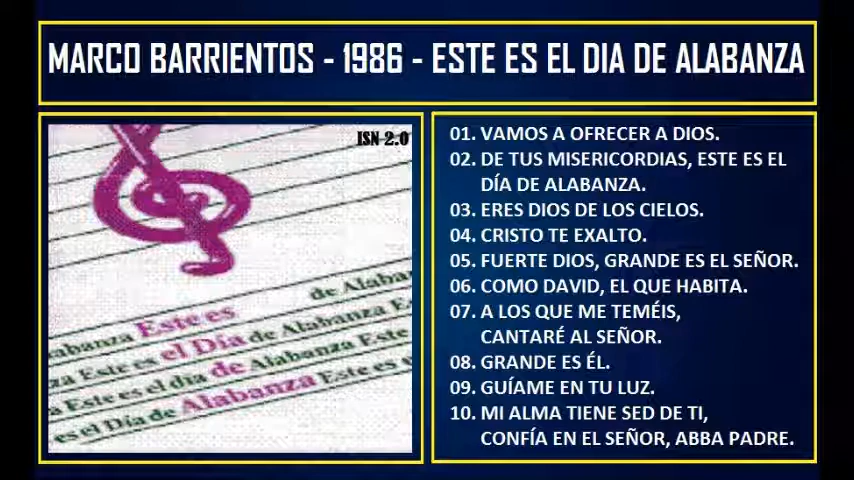 MARCO BARRIENTOS - 1986 - ESTE ES EL DIA DE ALABANZA
ISN 2.0
de Alaba
abanza Este es
za Este es el Día de Alabanza E
a Este es el dia de Alabanza Este
es el Día de Alabanza Este es
01. VAMOS A OFRECER A DIOS.
02. DE TUS MISERICORDIAS, ESTE ES EL
DÍA DE ALABANZA.
03. ERES DIOS DE LOS CIELOS.
04. CRISTO TE EXALTO.
05. FUERTE DIOS, GRANDE ES EL SEÑOR.
06. COMO DAVID, EL QUE HABITA.
07. A LOS QUE ME TEMÉIS,
CANTARÉ AL SEÑOR.
08. GRANDE ES ÉL.
09. GUÍAME EN TU LUZ.
10. MI ALMA TIENE SED DE TI,
CONFÍA EN EL SEÑOR, ABBA PADRE.